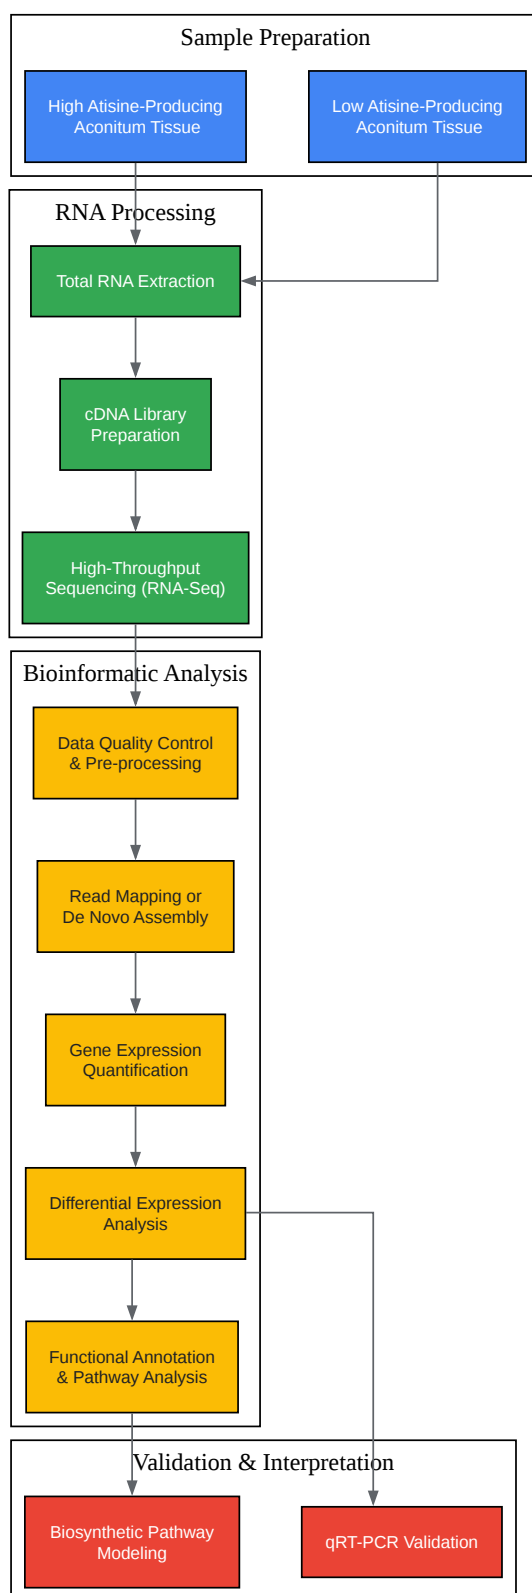 Sample Preparation
High Atisine-Producing
Aconitum Tissue
Low Atisine-Producing
Aconitum Tissue
RNA Processing
Total RNA Extraction
cDNA Library
Preparation
High-Throughput
Sequencing (RNA-Seq)
Bioinformatic Analysis
Data Quality Control
& Pre-processing
Read Mapping or
De Novo Assembly
Gene Expression
Quantification
Differential Expression
Analysis
Functional Annotation
& Pathway Analysis
Validation & Interpretation
Biosynthetic Pathway
Modeling
qRT-PCR Validation